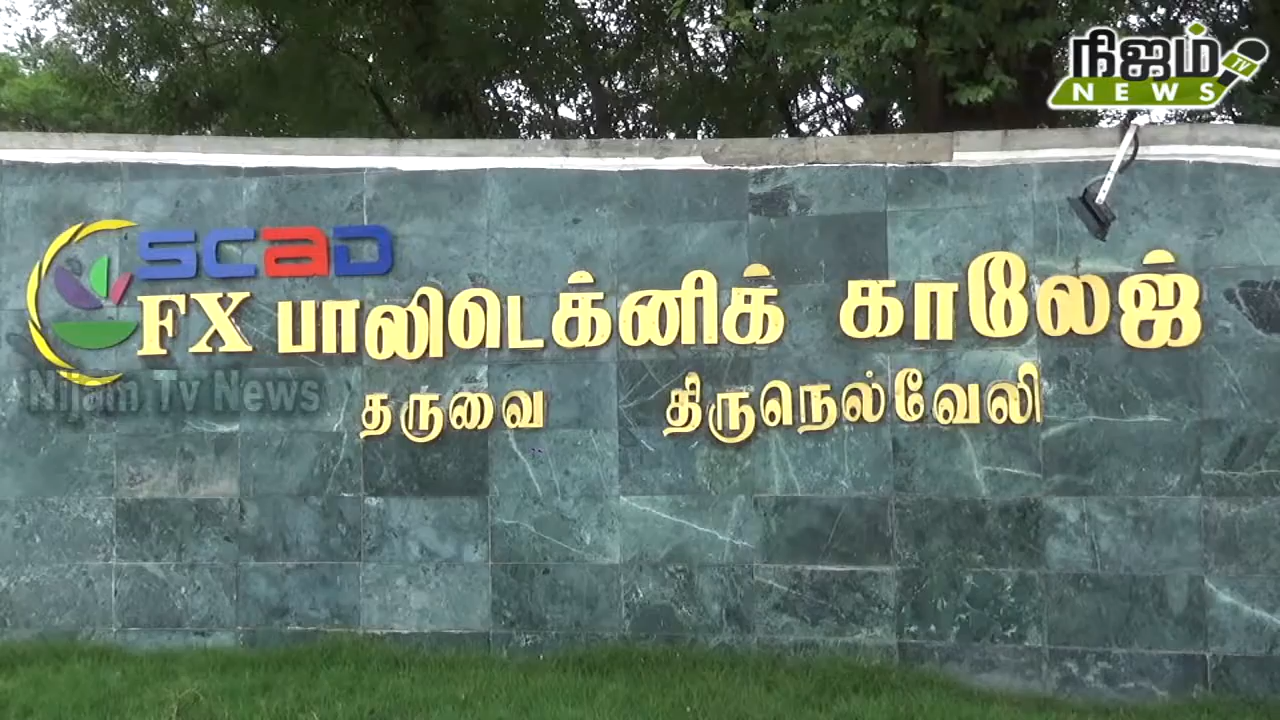 நிஜம் TV
NEWS
SCAD
FX பாலிடெக்னிக் காலேஜ்
Nijam Tv News
தருவை திருநெல்வேலி